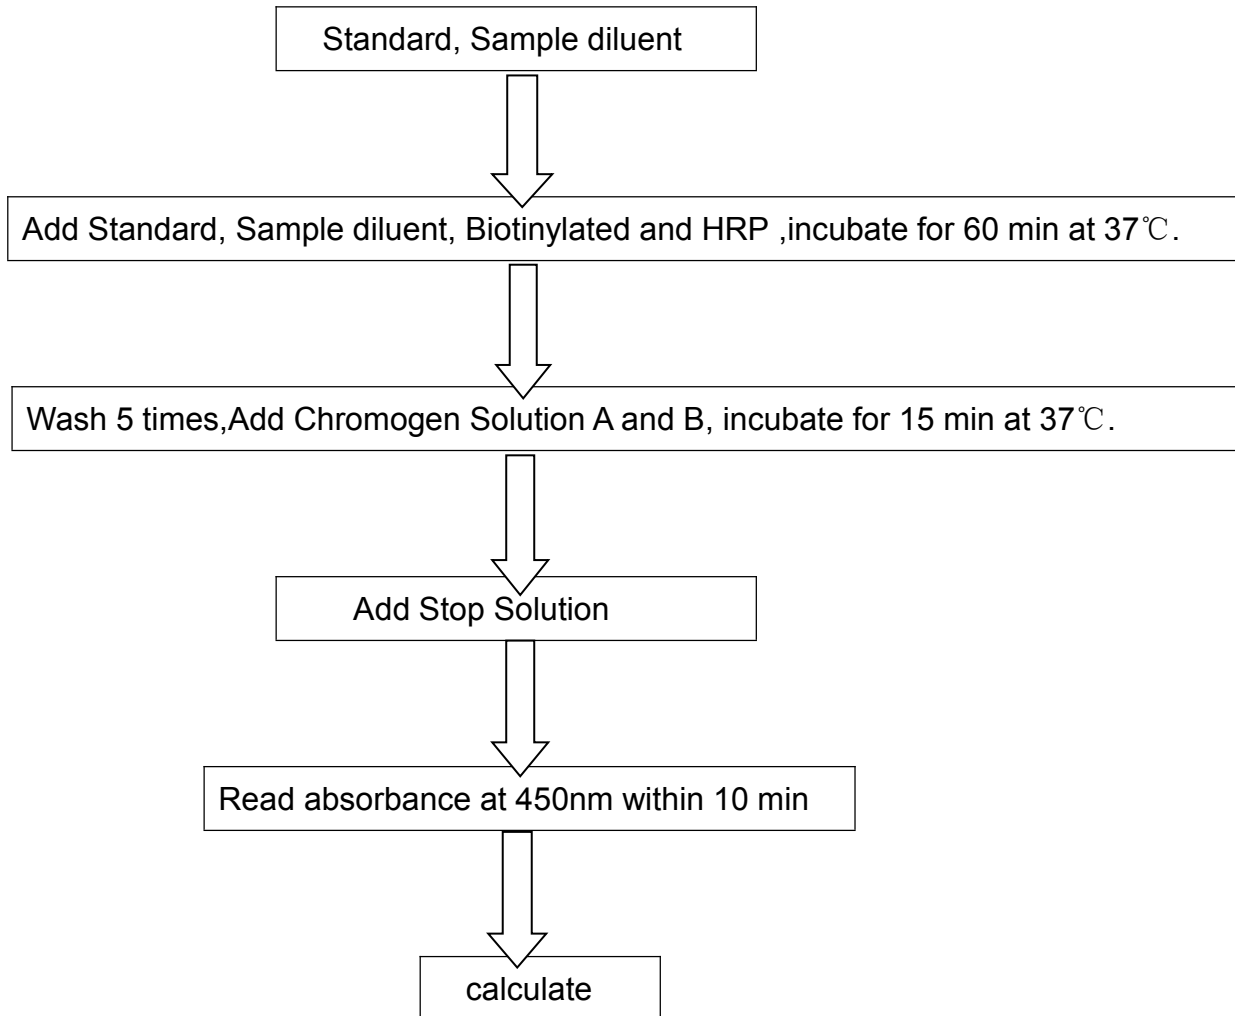 Standard, Sample diluent
Add Standard, Sample diluent, Biotinylated and HRP ,incubate for 60 min at 37℃.
Wash 5 times,Add Chromogen Solution A and B, incubate for 15 min at 37℃.
Add Stop Solution
Read absorbance at 450nm within 10 min
calculate